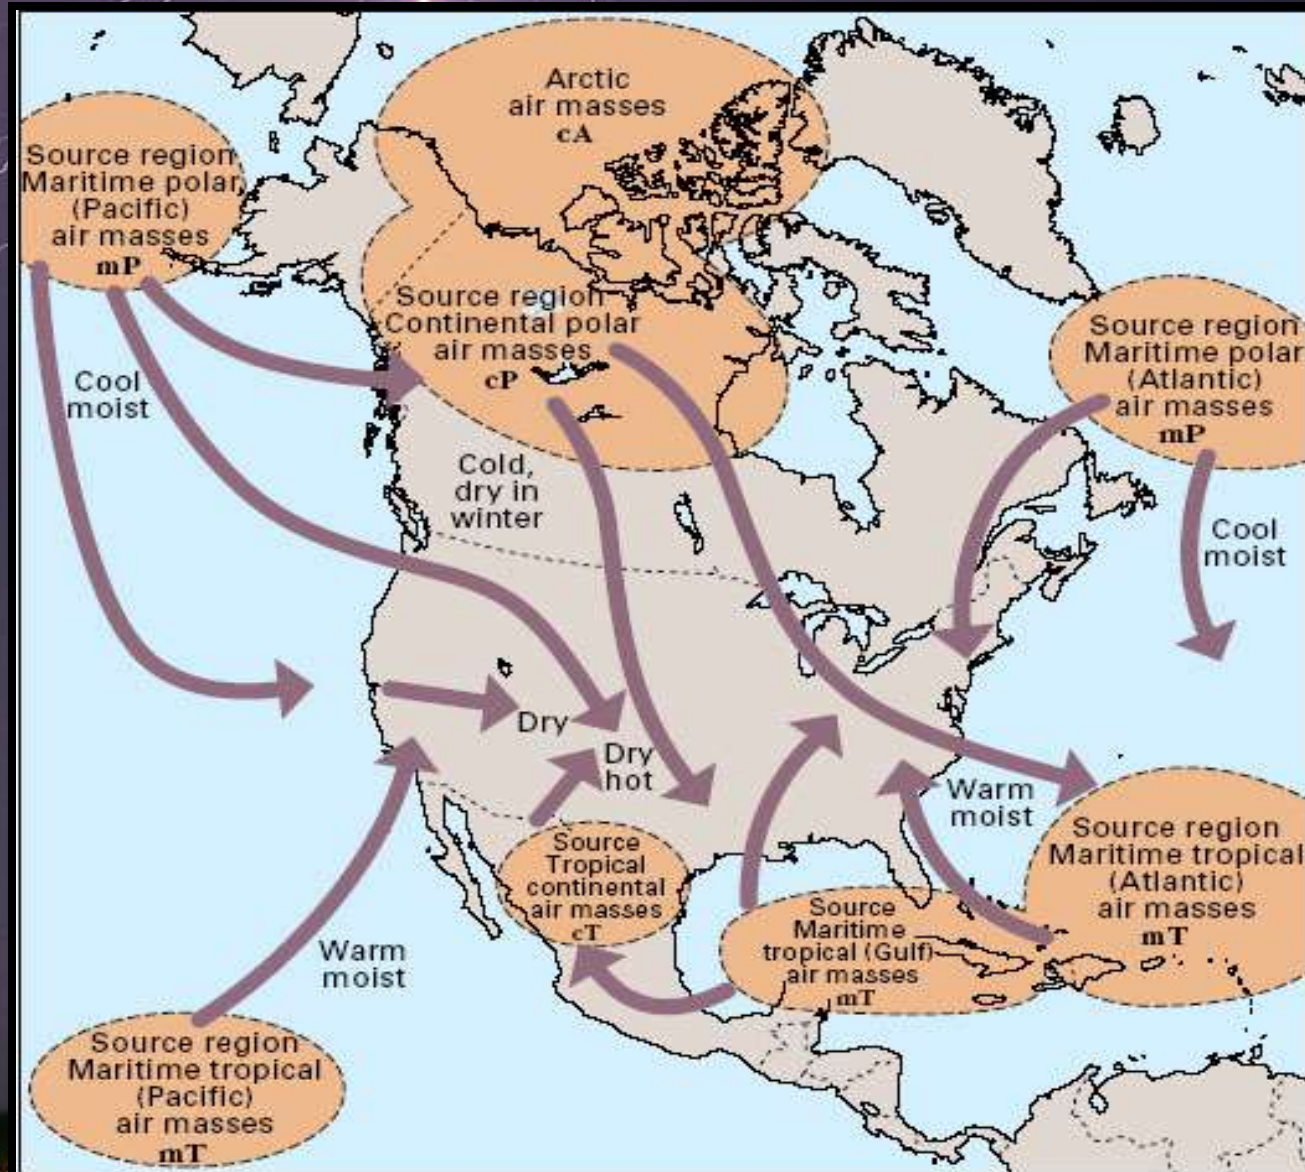 Arctic
air masses
cA
Source region
Maritime polar
(Pacific)
air masses
mP
Source region
Continental polar
air masses
cP
Source region
Maritime polar
(Atlantic)
air masses
mP
Cool
moist
Cold,
dry in
winter
Cool
moist
Dry
Dry
hot
Warm
moist
Source
Tropical
continental
air masses
cT
Source region
Maritime tropical
(Atlantic)
air masses
mT
Source
Maritime
tropical (Gulf)
air masses
mT
Warm
moist
Source region
Maritime tropical
(Pacific)
air masses
mT